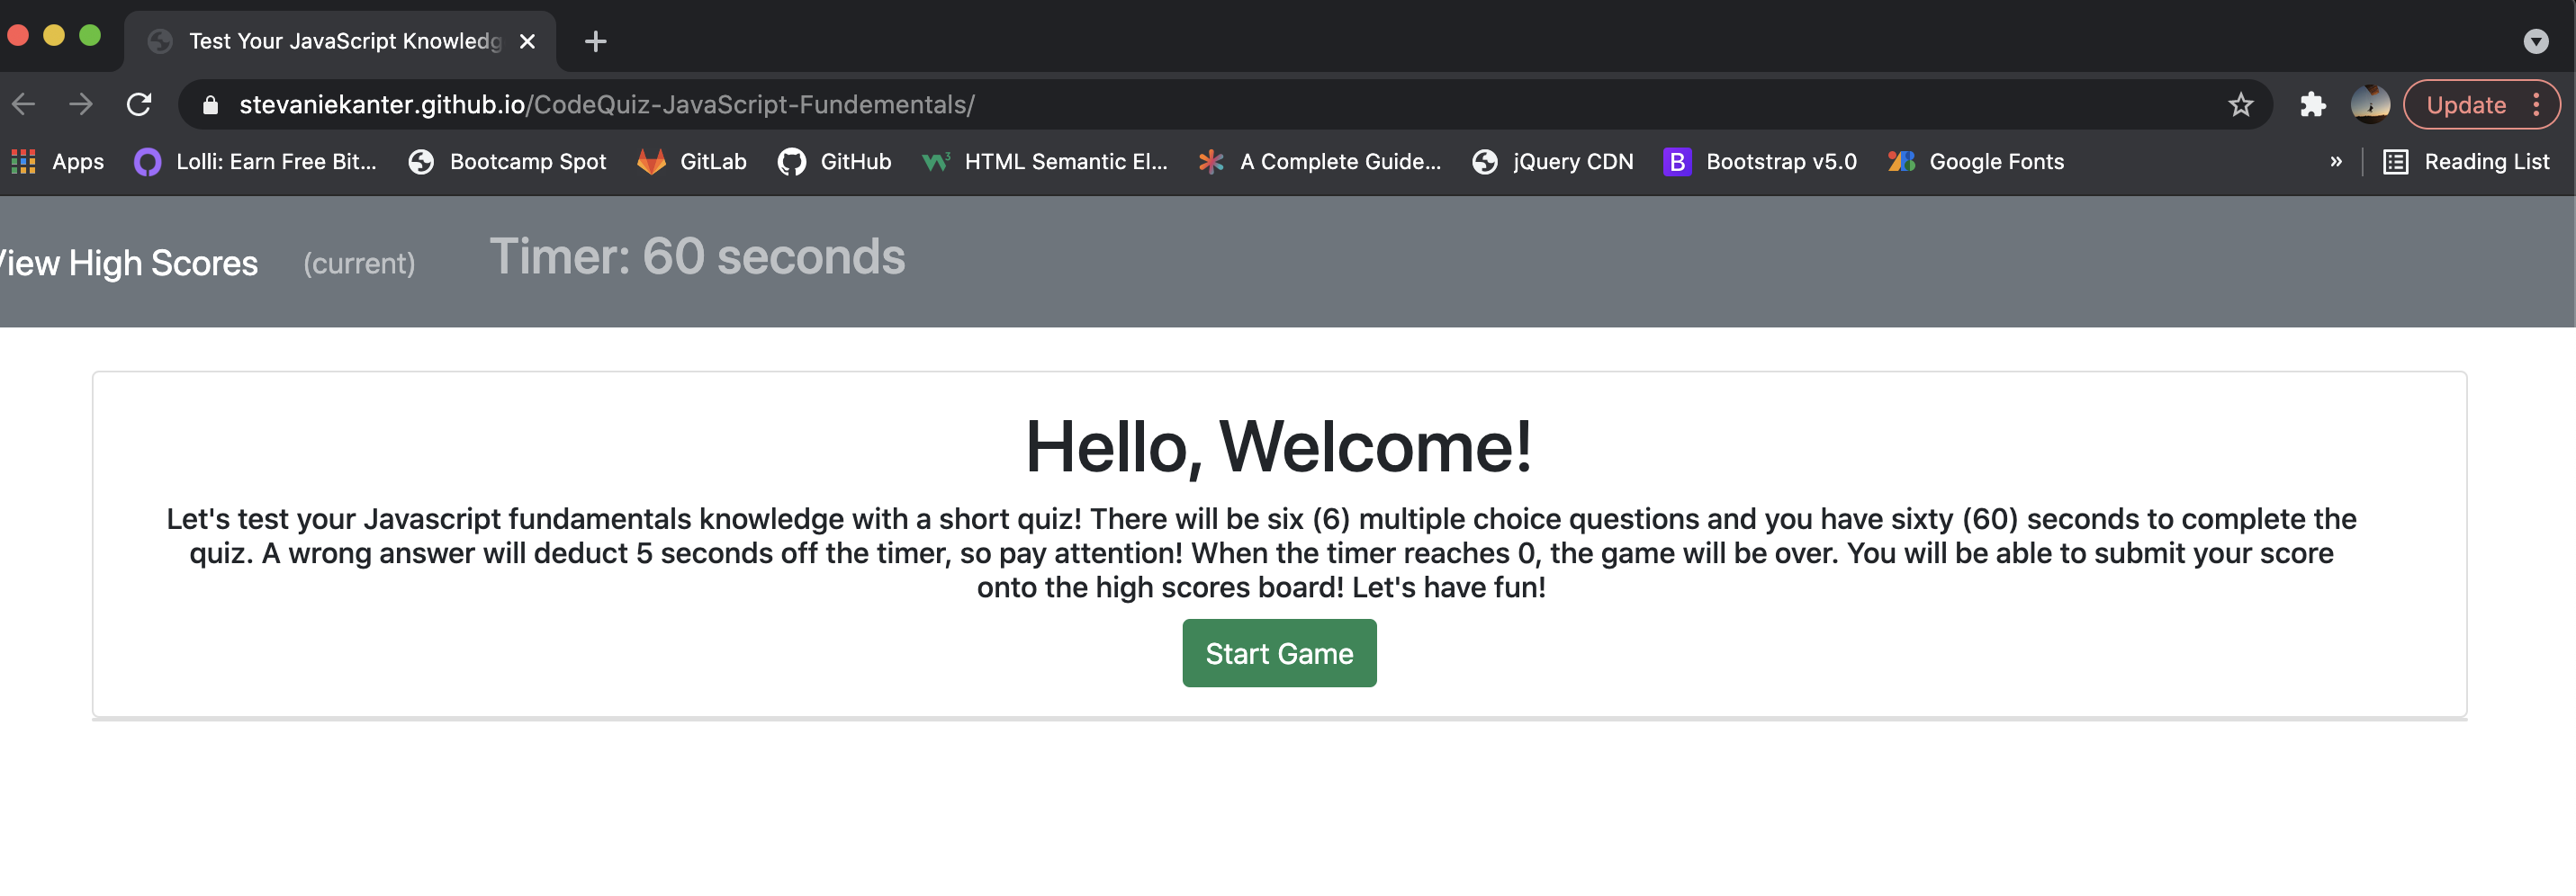 Test Your JavaScript Knowledg
stevaniekanter.github.io/CodeQuiz-JavaScript-Fundementals/
Update
Apps Lolli: Earn Free Bit... Bootcamp Spot GitLab GitHub HTML Semantic El... A Complete Guide... jQuery CDN B Bootstrap v5.0 Google Fonts » Reading List
View High Scores (current) Timer: 60 seconds
Hello, Welcome!
Let's test your Javascript fundamentals knowledge with a short quiz! There will be six (6) multiple choice questions and you have sixty (60) seconds to complete the
quiz. A wrong answer will deduct 5 seconds off the timer, so pay attention! When the timer reaches 0, the game will be over. You will be able to submit your score
onto the high scores board! Let's have fun!
Start Game